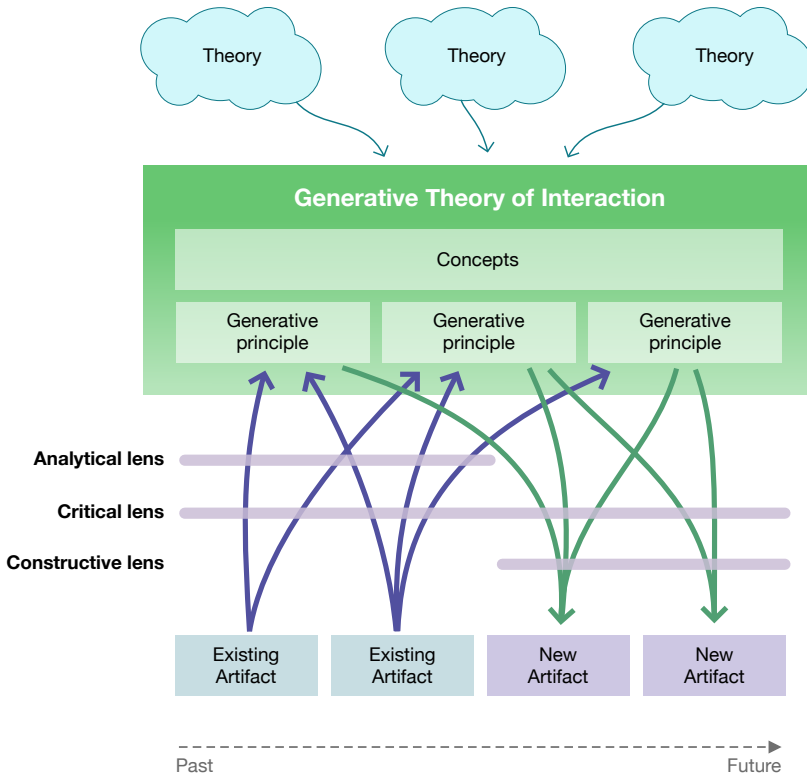 Theory
Theory
Theory
Generative Theory of Interaction
Concepts
Generative
principle
Generative
principle
Generative
principle
Analytical lens
Critical lens
Constructive lens
Existing
Artifact
Existing
Artifact
New
Artifact
New
Artifact
Past
Future